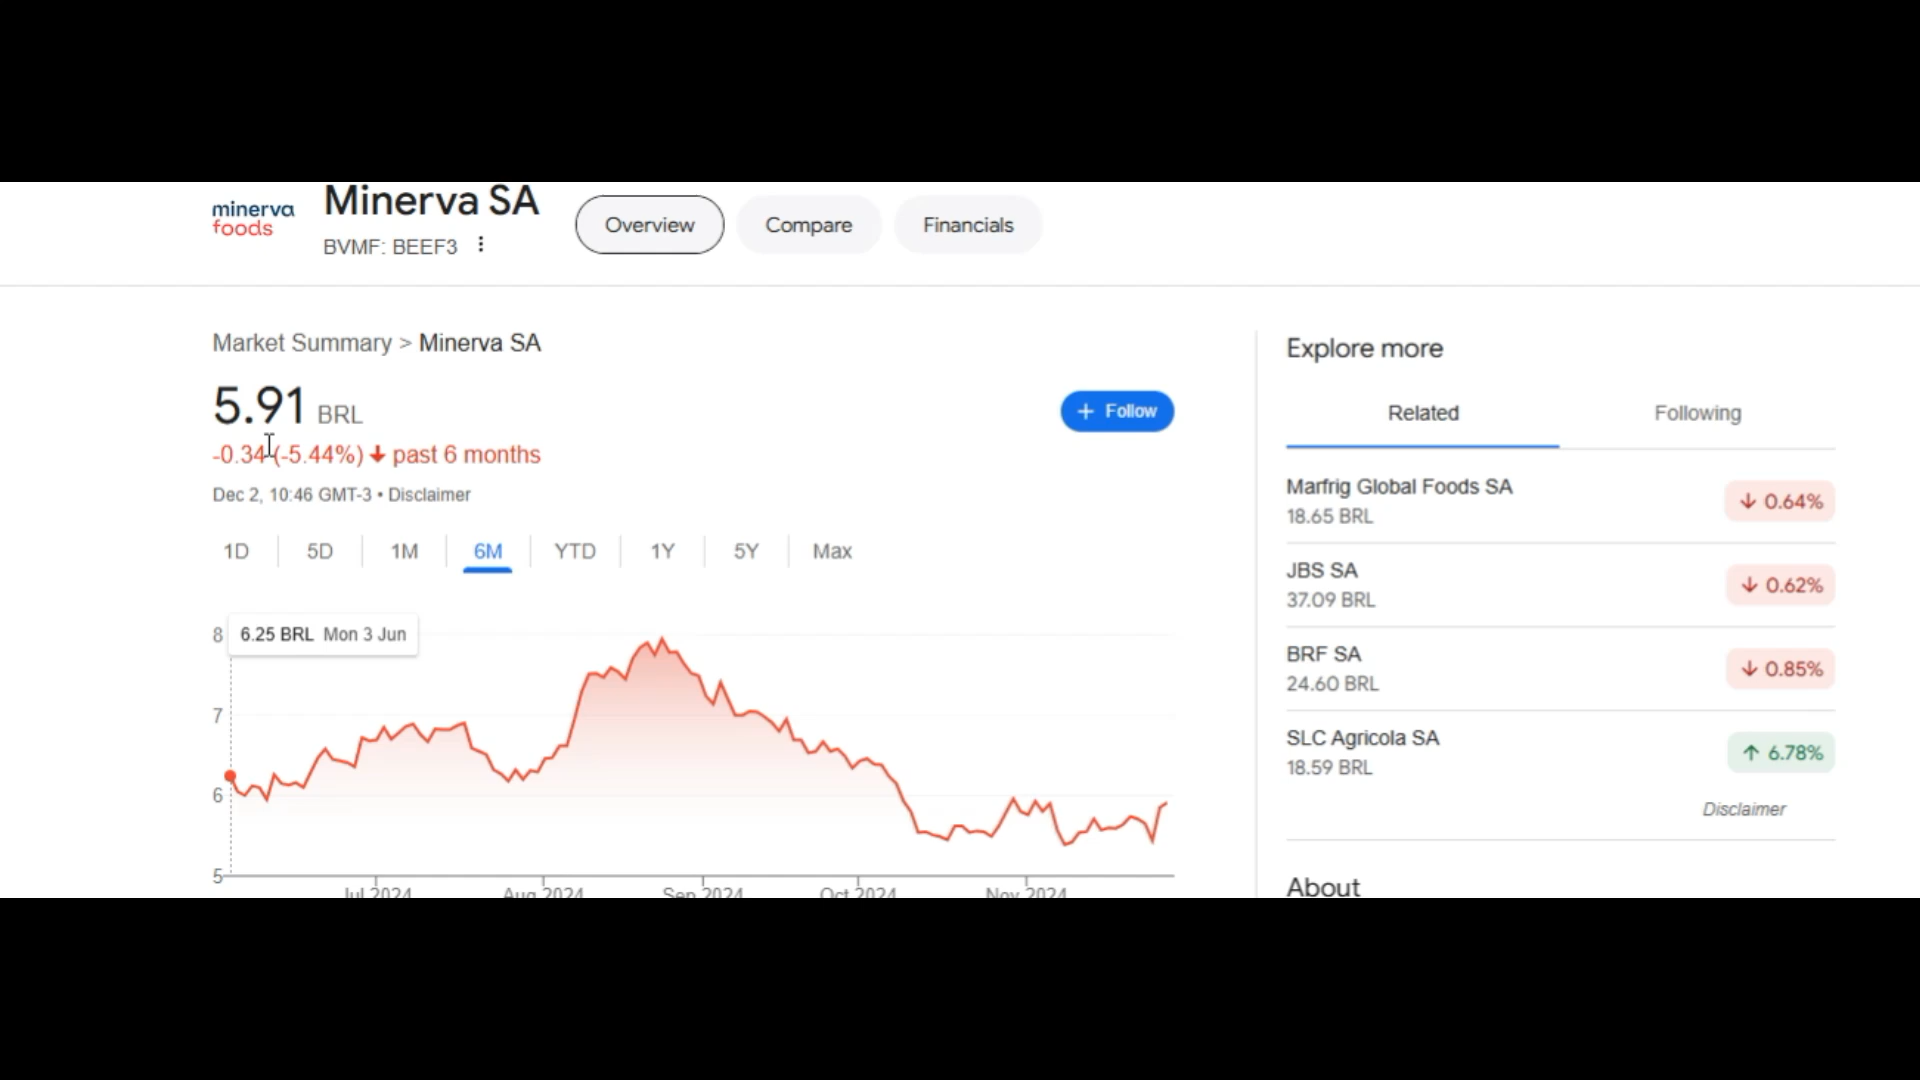 minerva
foods
Minerva SA
BVMF: BEEF3
Overview
Compare
Financials
Market Summary > Minerva SA
5.91 BRL
+ Follow
-0.34 (-5.44%) ↓ past 6 months
Dec 2, 10:46 GMT-3 • Disclaimer
1D 5D 1M 6M YTD 1Y 5Y Max
6.25 BRL Mon 3 Jun
8
7
6
5
Jul 2024 Aug 2024 Sep 2024 Oct 2024 Nov 2024
Explore more
Related Following
Marfrig Global Foods SA
18.65 BRL
↓ 0.64%
JBS SA
37.09 BRL
↓ 0.62%
BRF SA
24.60 BRL
↓ 0.85%
SLC Agricola SA
18.59 BRL
↑ 6.78%
Disclaimer
About